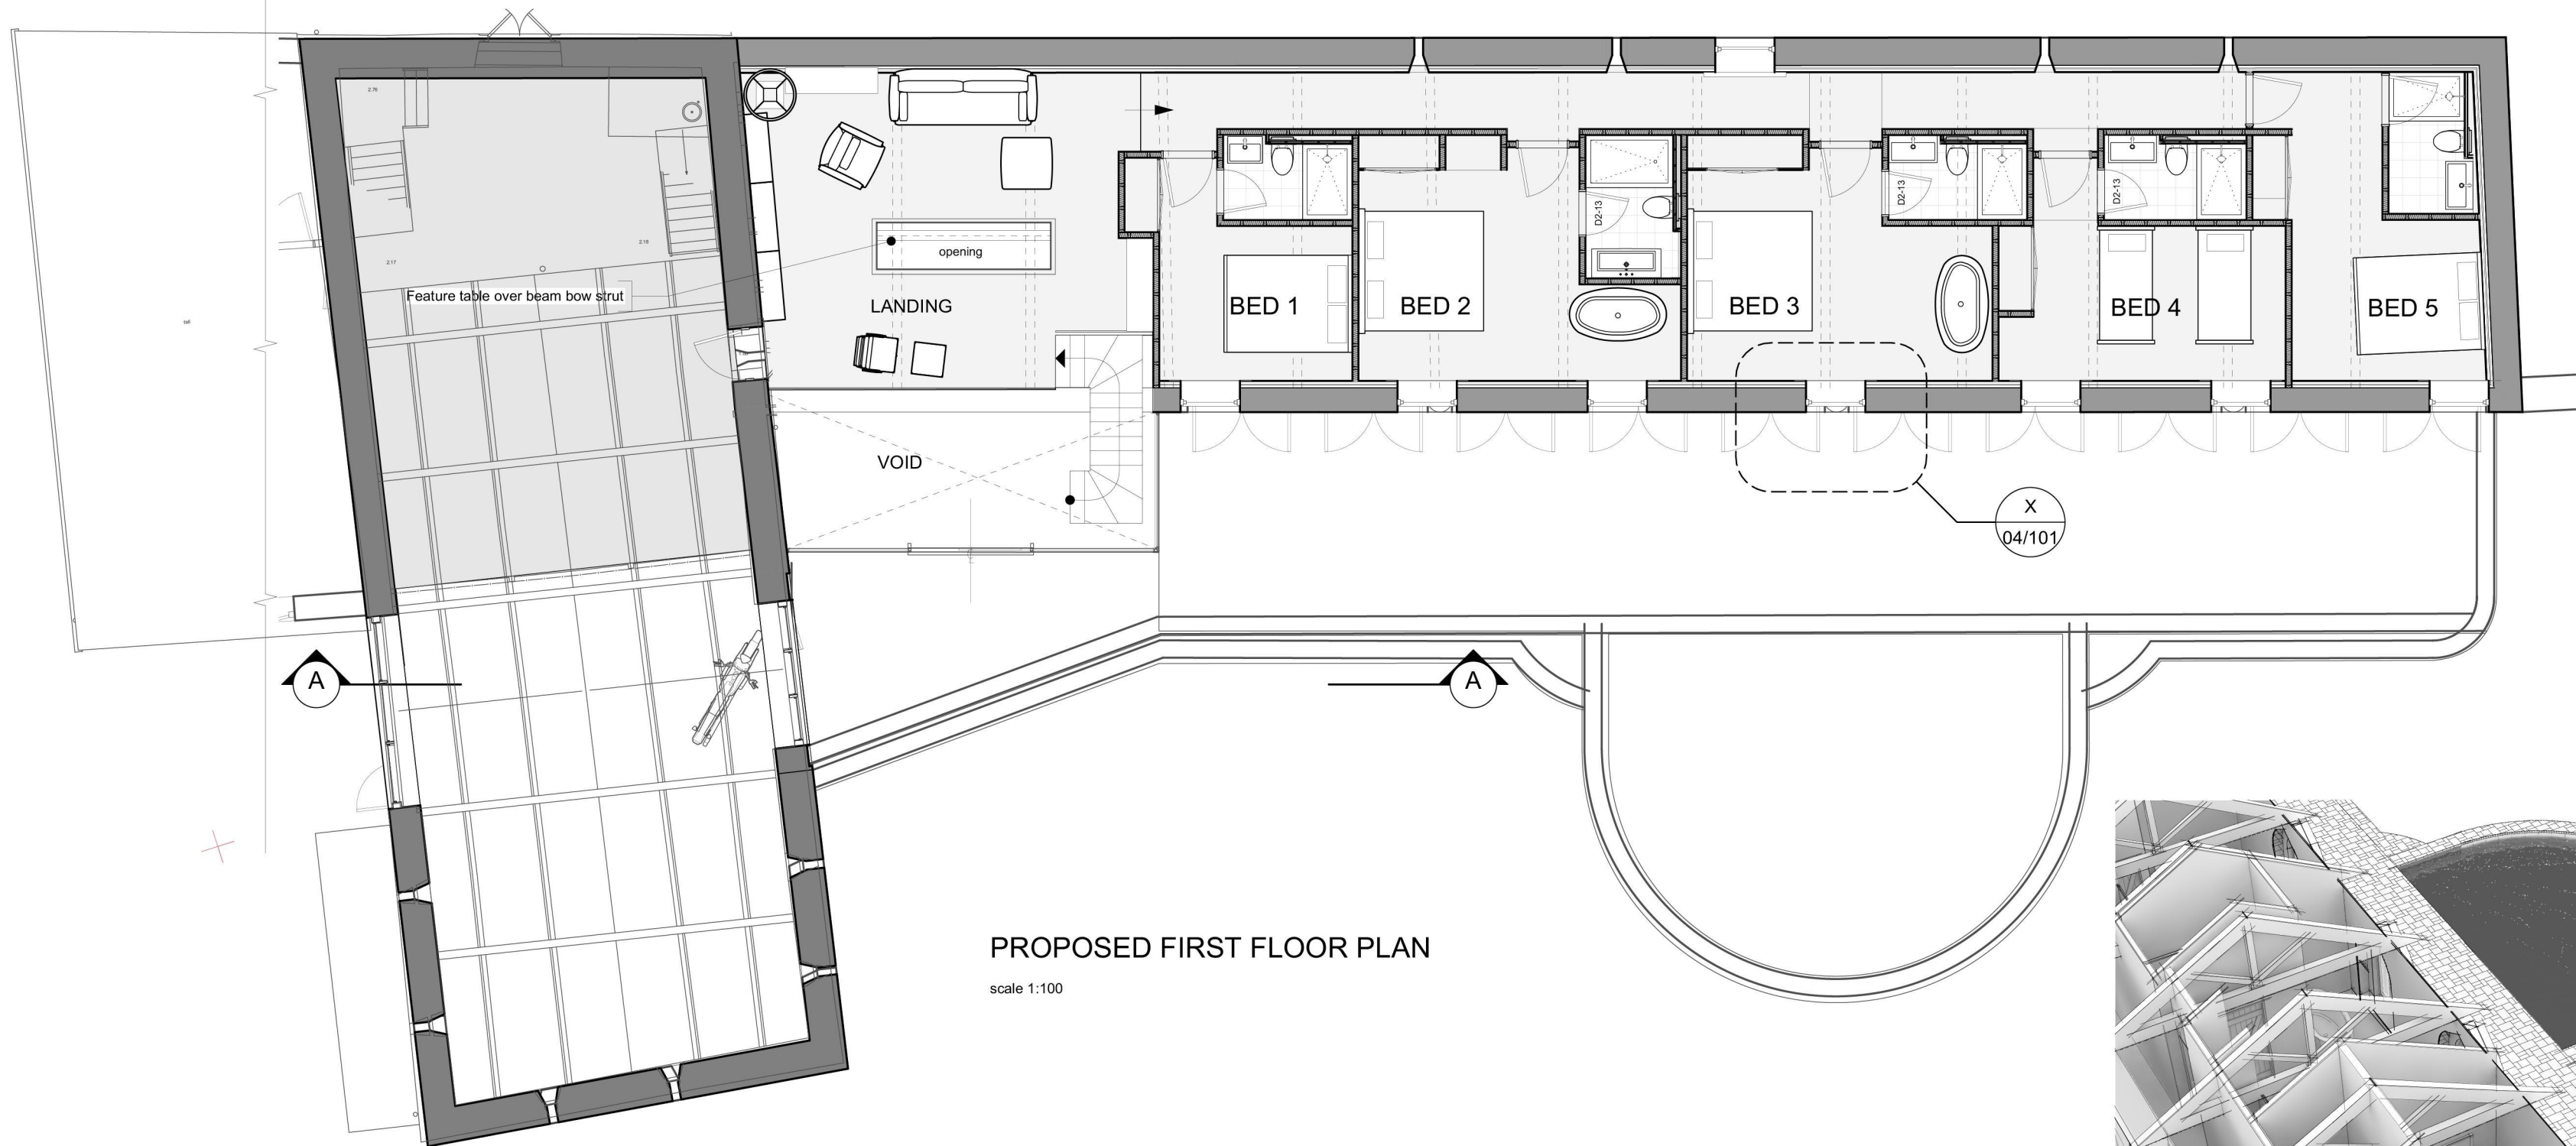 2.76
2.18
2.17
Feature table over beam bow strut
opening
LANDING
VOID
BED 1
BED 2
D2-13
BED 3
D2-13
BED 4
D2-13
BED 5
X
04/101
A
A
PROPOSED FIRST FLOOR PLAN
scale 1:100